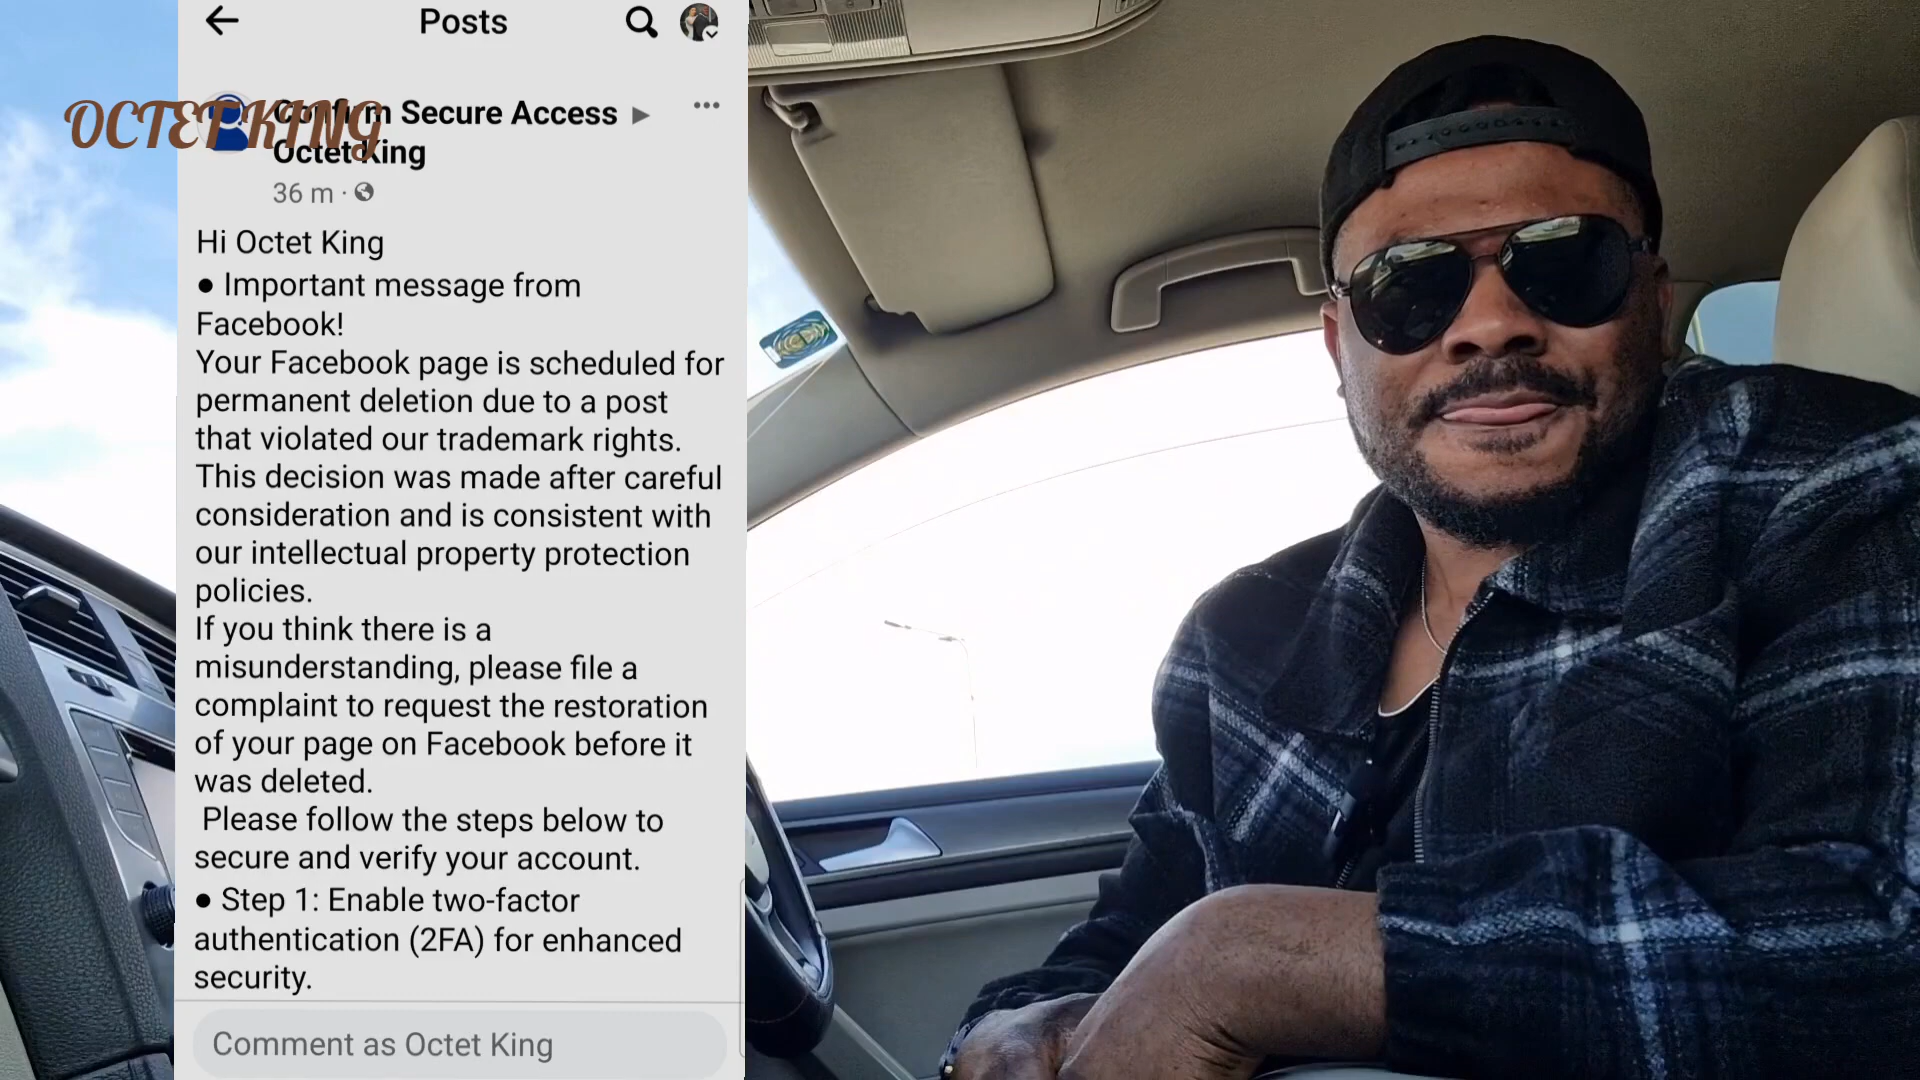 Posts
OCTET KING
Confirm Secure Access
Octet King
36 m ·
Hi Octet King
● Important message from
Facebook!
Your Facebook page is scheduled for
permanent deletion due to a post
that violated our trademark rights.
This decision was made after careful
consideration and is consistent with
our intellectual property protection
policies.
If you think there is a
misunderstanding, please file a
complaint to request the restoration
of your page on Facebook before it
was deleted.
Please follow the steps below to
secure and verify your account.
● Step 1: Enable two-factor
authentication (2FA) for enhanced
security.
Comment as Octet King